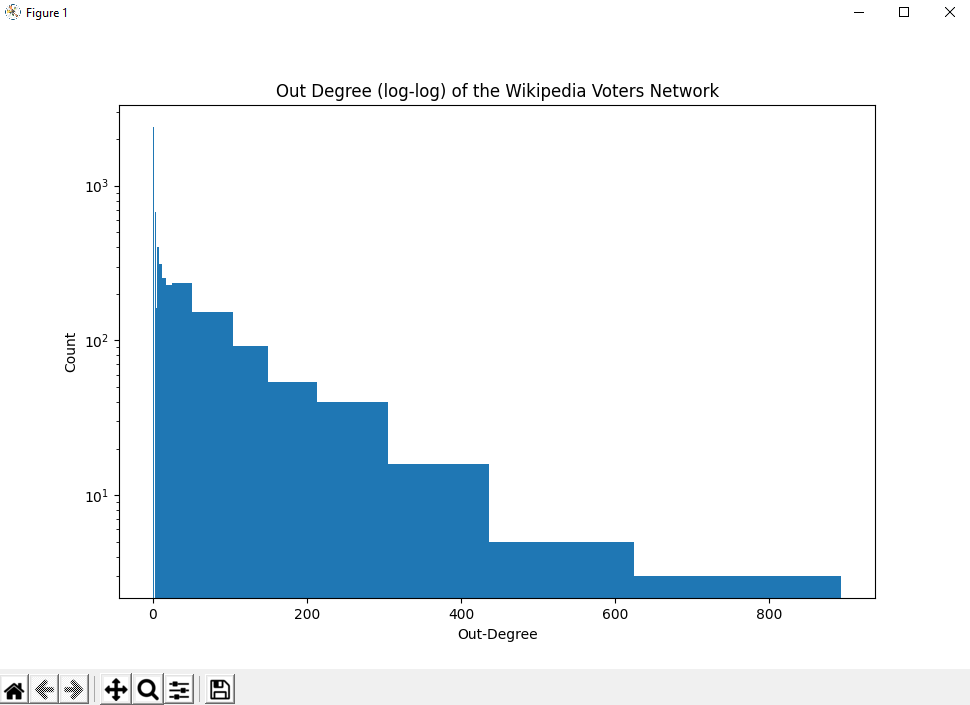 Figure 1
Out Degree (log-log) of the Wikipedia Voters Network
10³
10²
10¹
Count
0 200 400 600 800
Out-Degree